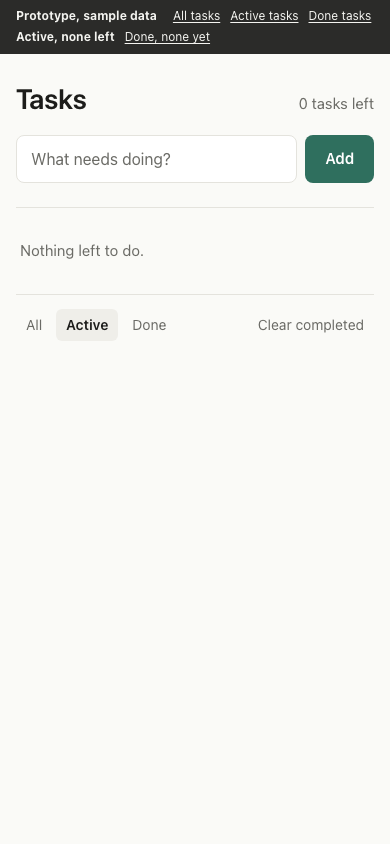 Prototype, sample data All tasks Active tasks Done tasks
Active, none left Done, none yet
Tasks 0 tasks left
What needs doing? Add
Nothing left to do.
All Active Done Clear completed